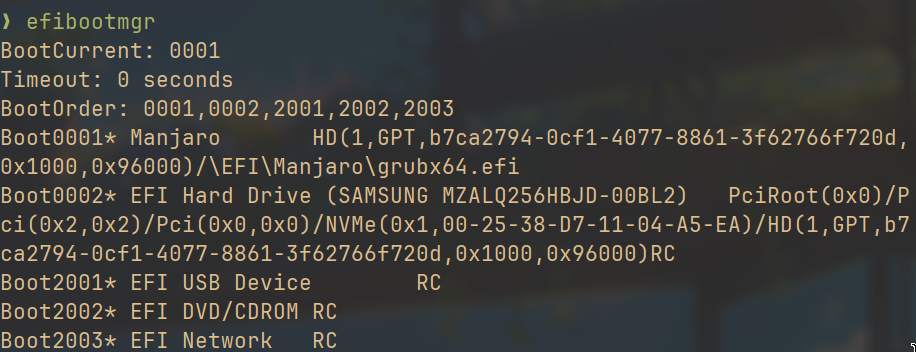 ❯ efibootmgr
BootCurrent: 0001
Timeout: 0 seconds
BootOrder: 0001,0002,2001,2002,2003
Boot0001* Manjaro       HD(1,GPT,b7ca2794-0cf1-4077-8861-3f62766f720d,
0x1000,0x96000)/\EFI\Manjaro\grubx64.efi
Boot0002* EFI Hard Drive (SAMSUNG MZALQ256HBJD-00BL2)   PciRoot(0x0)/P
ci(0x2,0x2)/Pci(0x0,0x0)/NVMe(0x1,00-25-38-D7-11-04-A5-EA)/HD(1,GPT,b7
ca2794-0cf1-4077-8861-3f62766f720d,0x1000,0x96000)RC
Boot2001* EFI USB Device        RC
Boot2002* EFI DVD/CDROM RC
Boot2003* EFI Network   RC